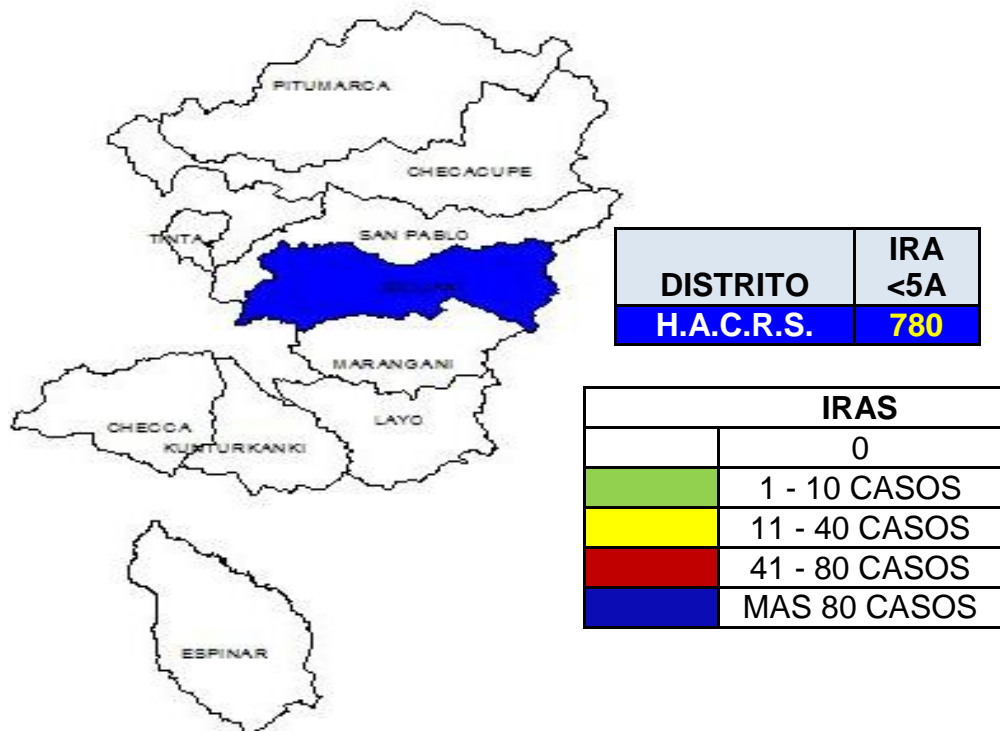 PITUMARCA
CHECACUPE
TINTA
SAN PABLO
MARANGANI
CHECCA
KUNTURKANKI
LAYO
ESPINAR
DISTRITO
IRA
<5A
H.A.C.R.S.
780
IRAS
0
1 - 10 CASOS
11 - 40 CASOS
41 - 80 CASOS
MAS 80 CASOS